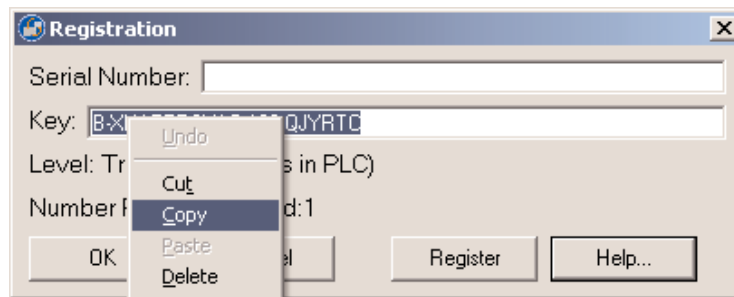 Registration
Serial Number:
Key: QJYRTC
Undo
Level: Tr s in PLC)
Cut
Number d:1
Copy
OK Paste el Register Help...
Delete